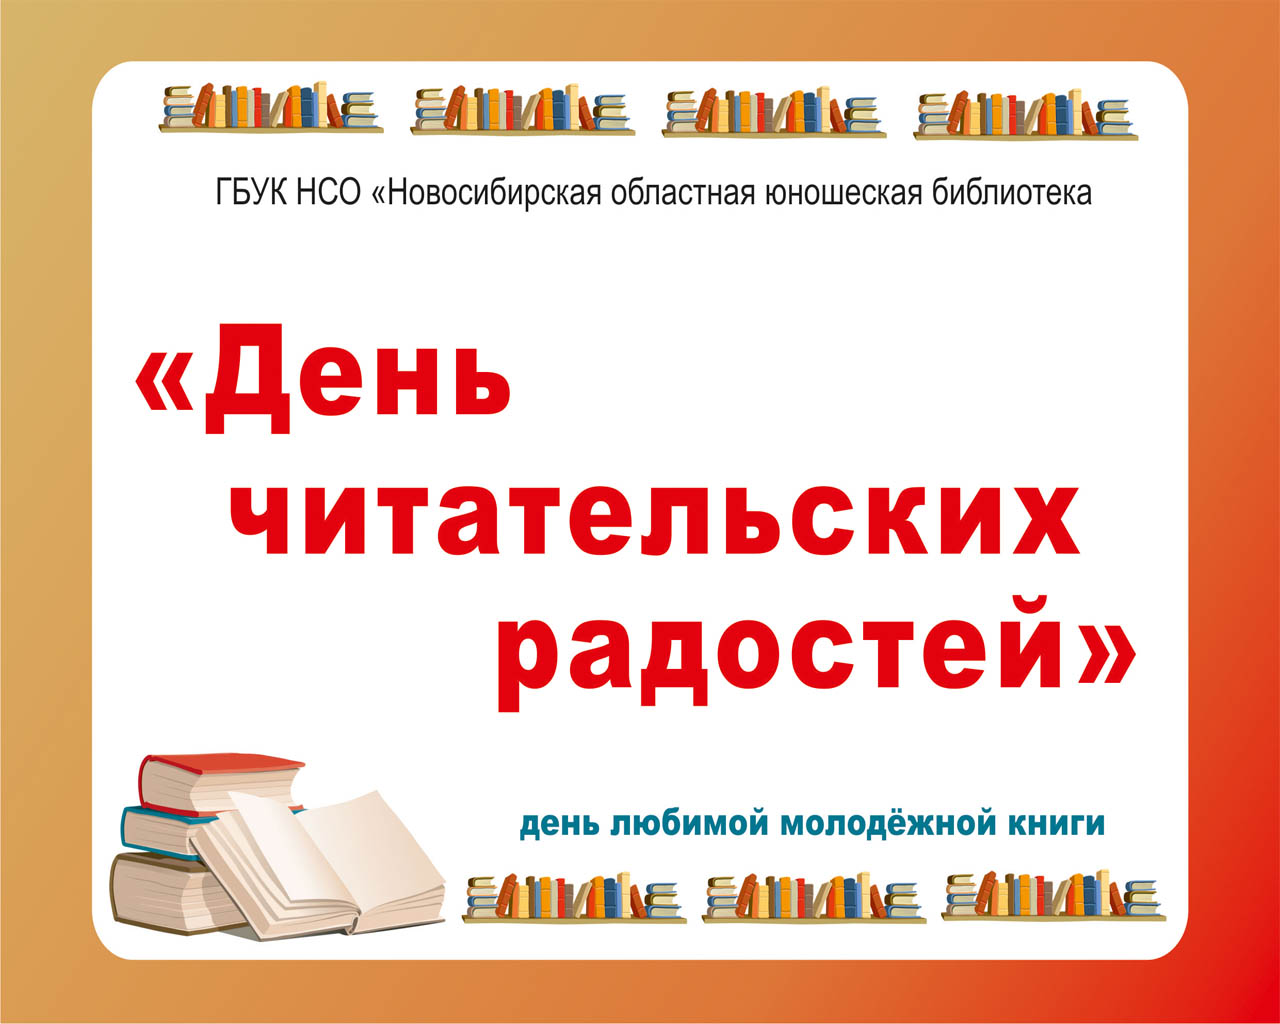 ГБУК НСО «Новосибирская областная юношеская библиотека
«День
читательских
радостей»
день любимой молодёжной книги